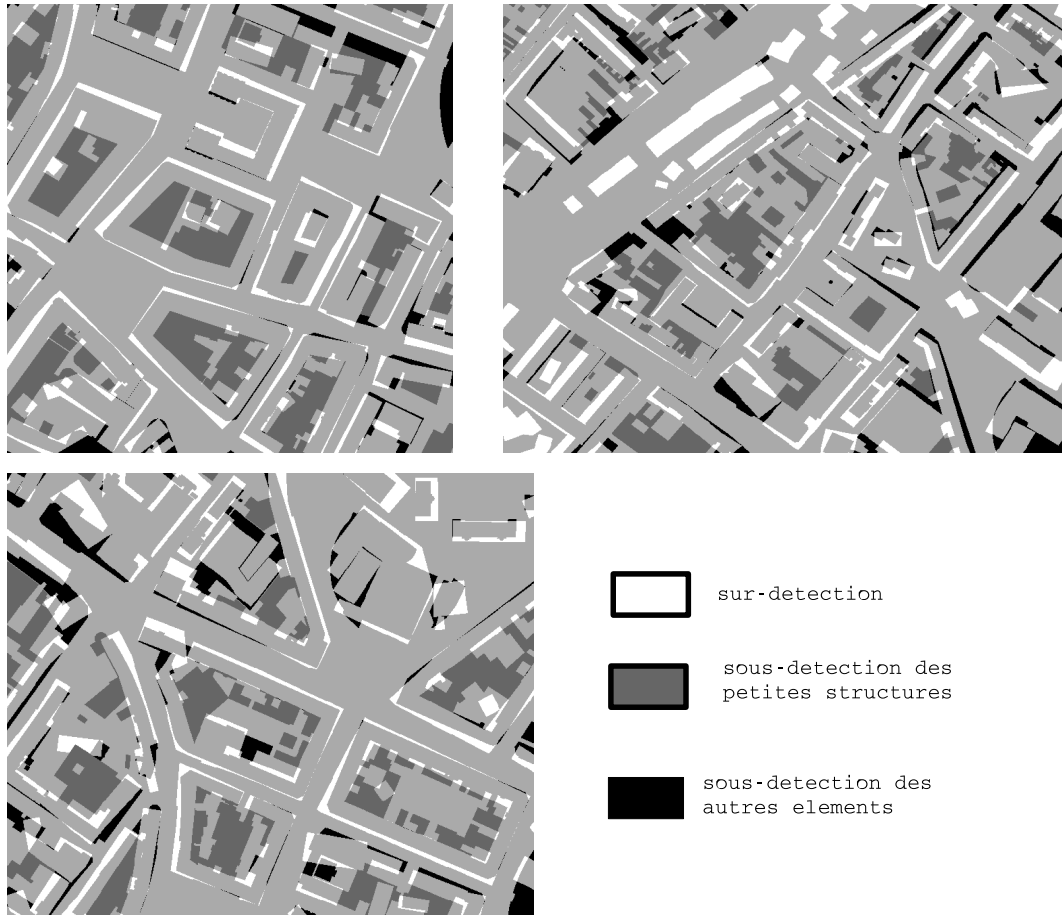 sur-detection
sous-detection des
petites structures
sous-detection des
autres elements